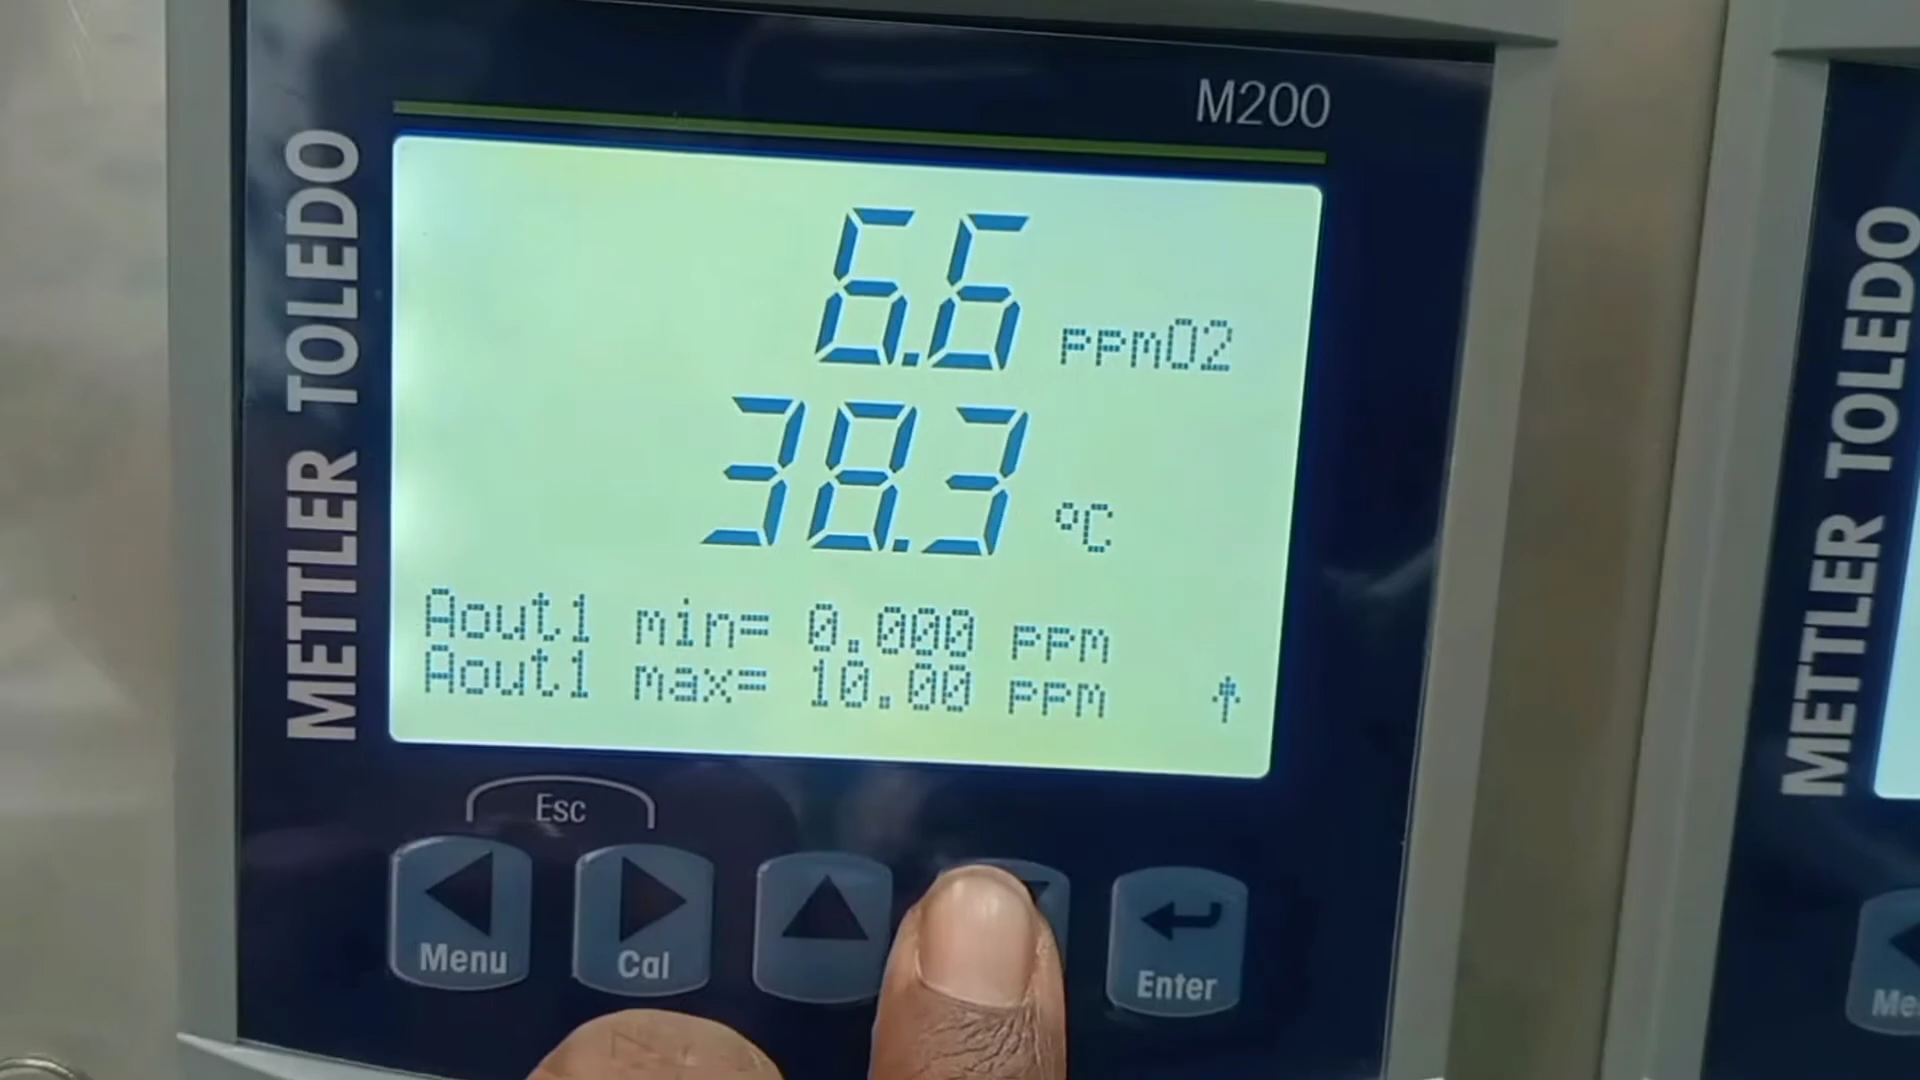 M200
METTLER TOLEDO
6.6 ppmO2
38.3 °C
Aout1 min= 0.000 ppm
Aout1 max= 10.00 ppm ↑
Esc
Menu
Cal
Enter
METTLER TOLEDO
Me